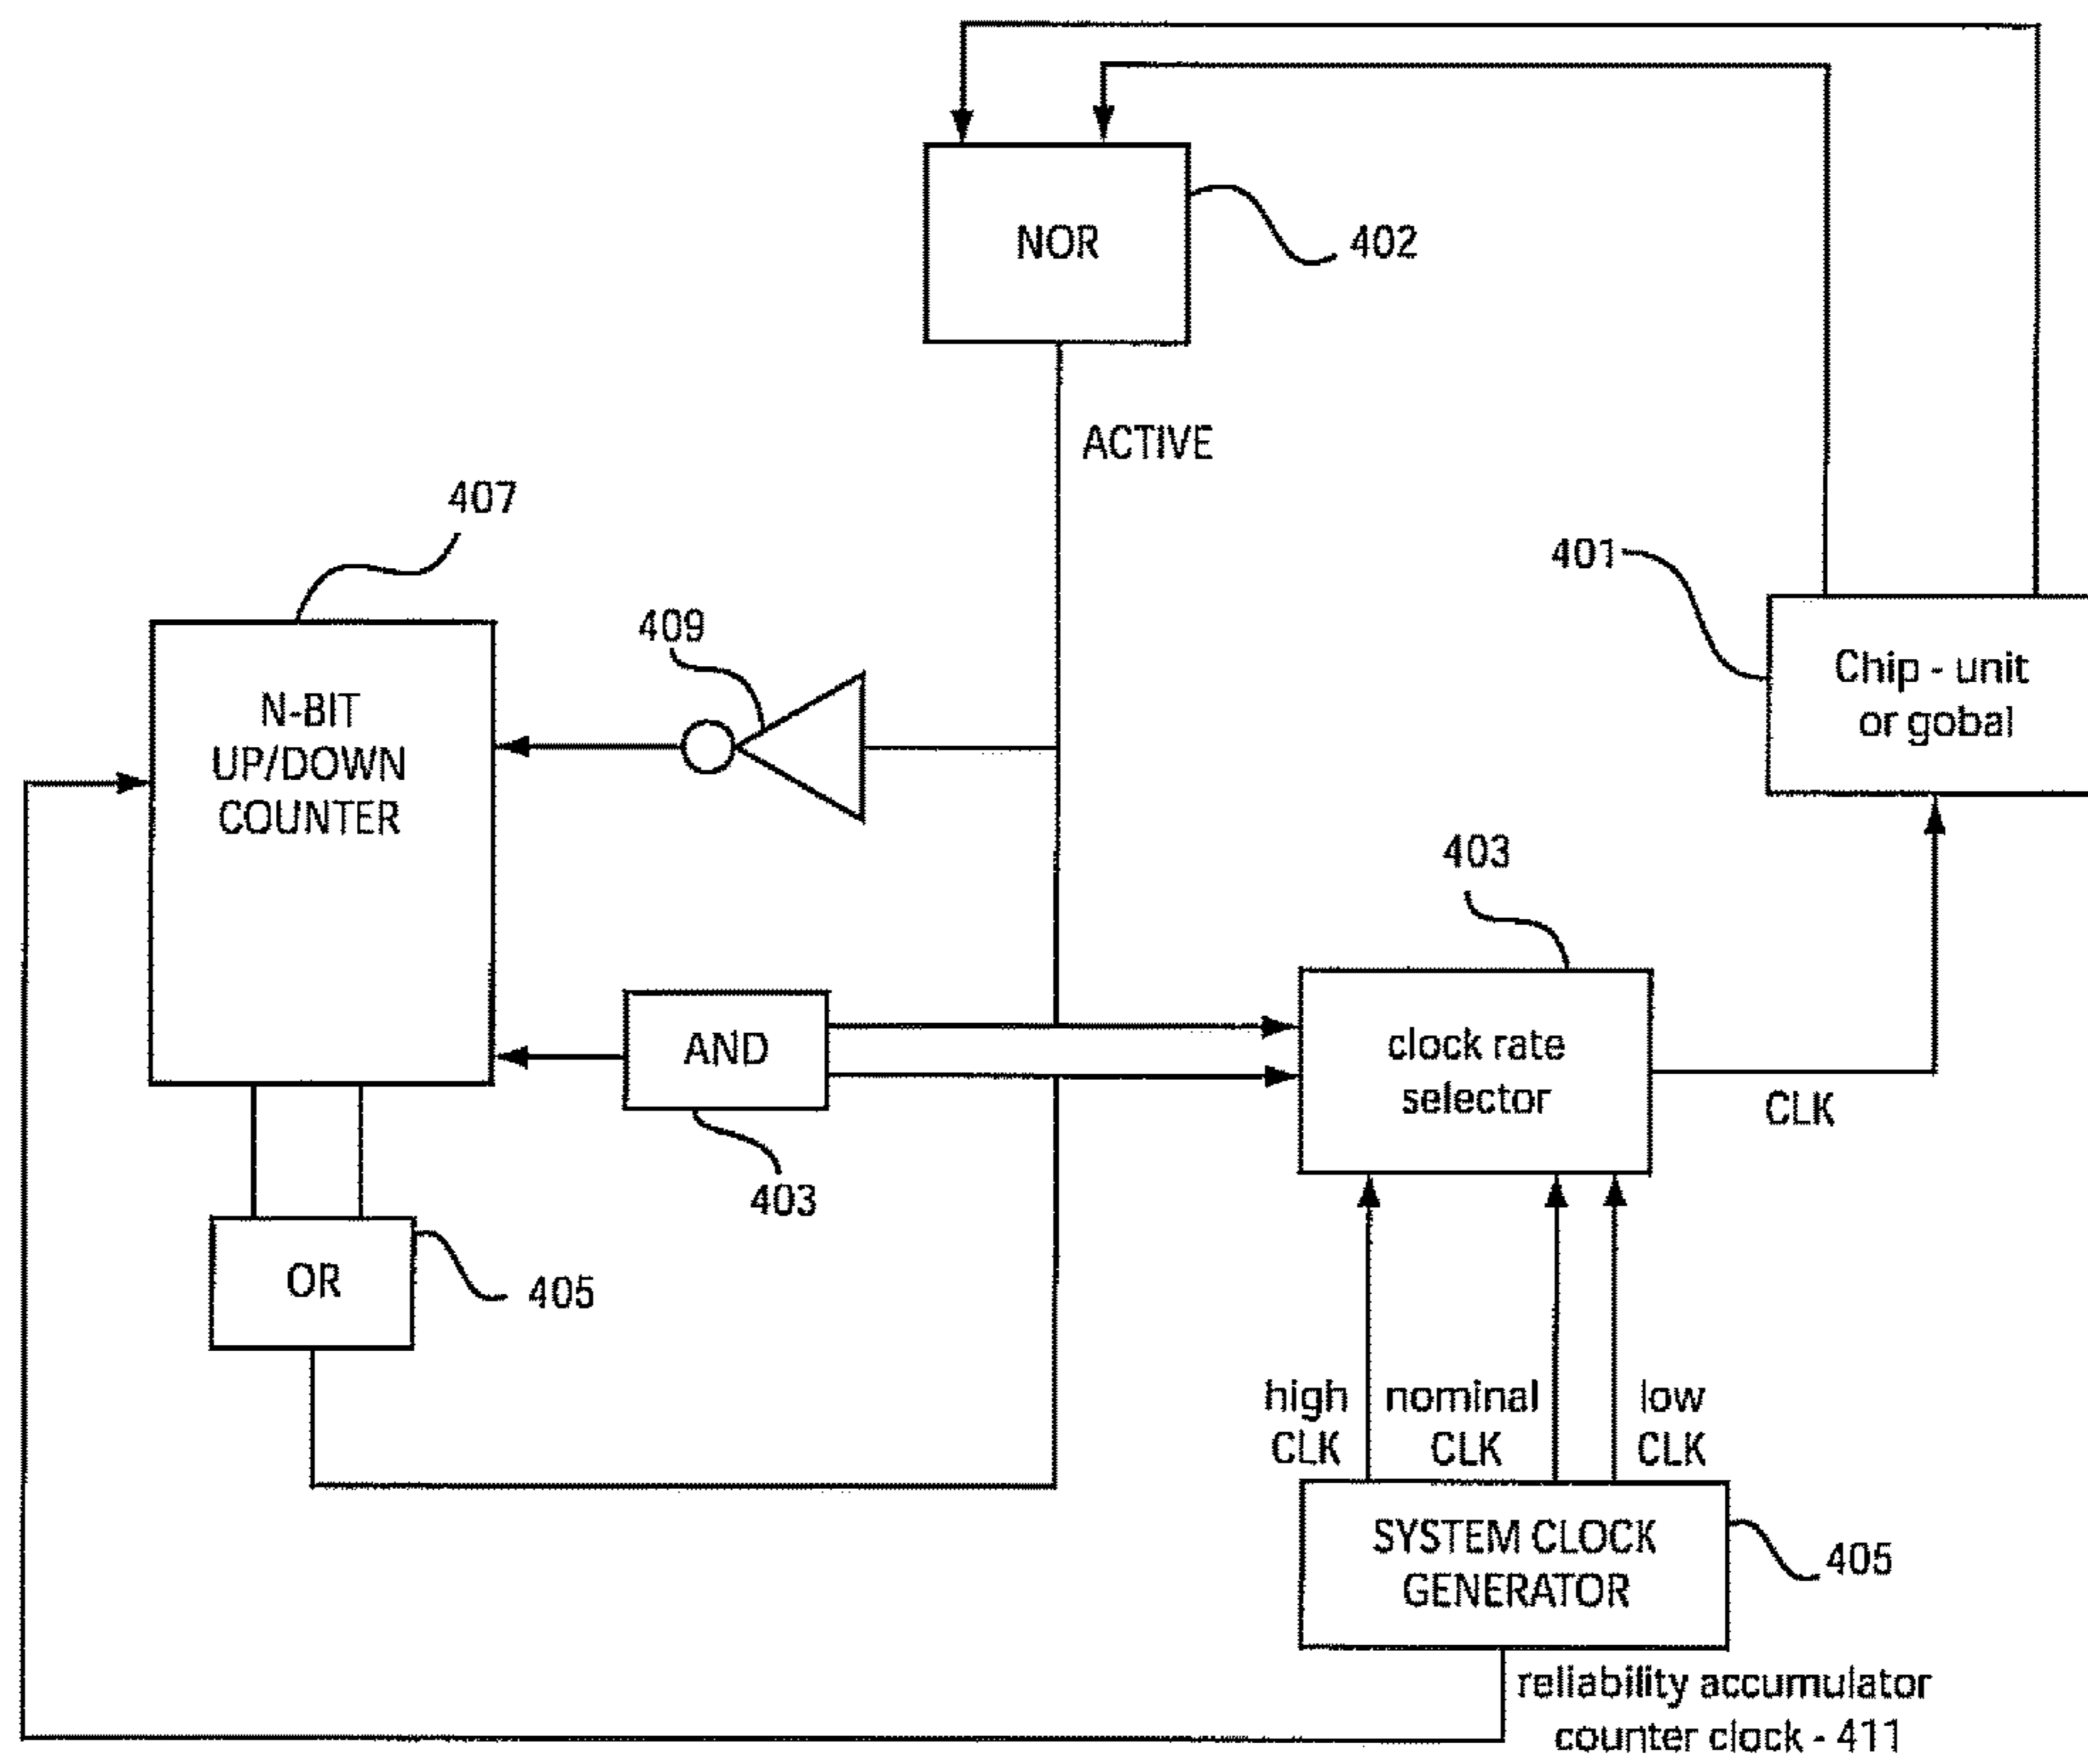 NOR
402
ACTIVE
407
409
401
N-BIT
UP/DOWN
COUNTER
Chip - unit
or gobal
403
AND
clock rate
selector
CLK
403
OR
405
high
CLK
nominal
CLK
low
CLK
SYSTEM CLOCK
GENERATOR
405
reliability accumulator
counter clock - 411